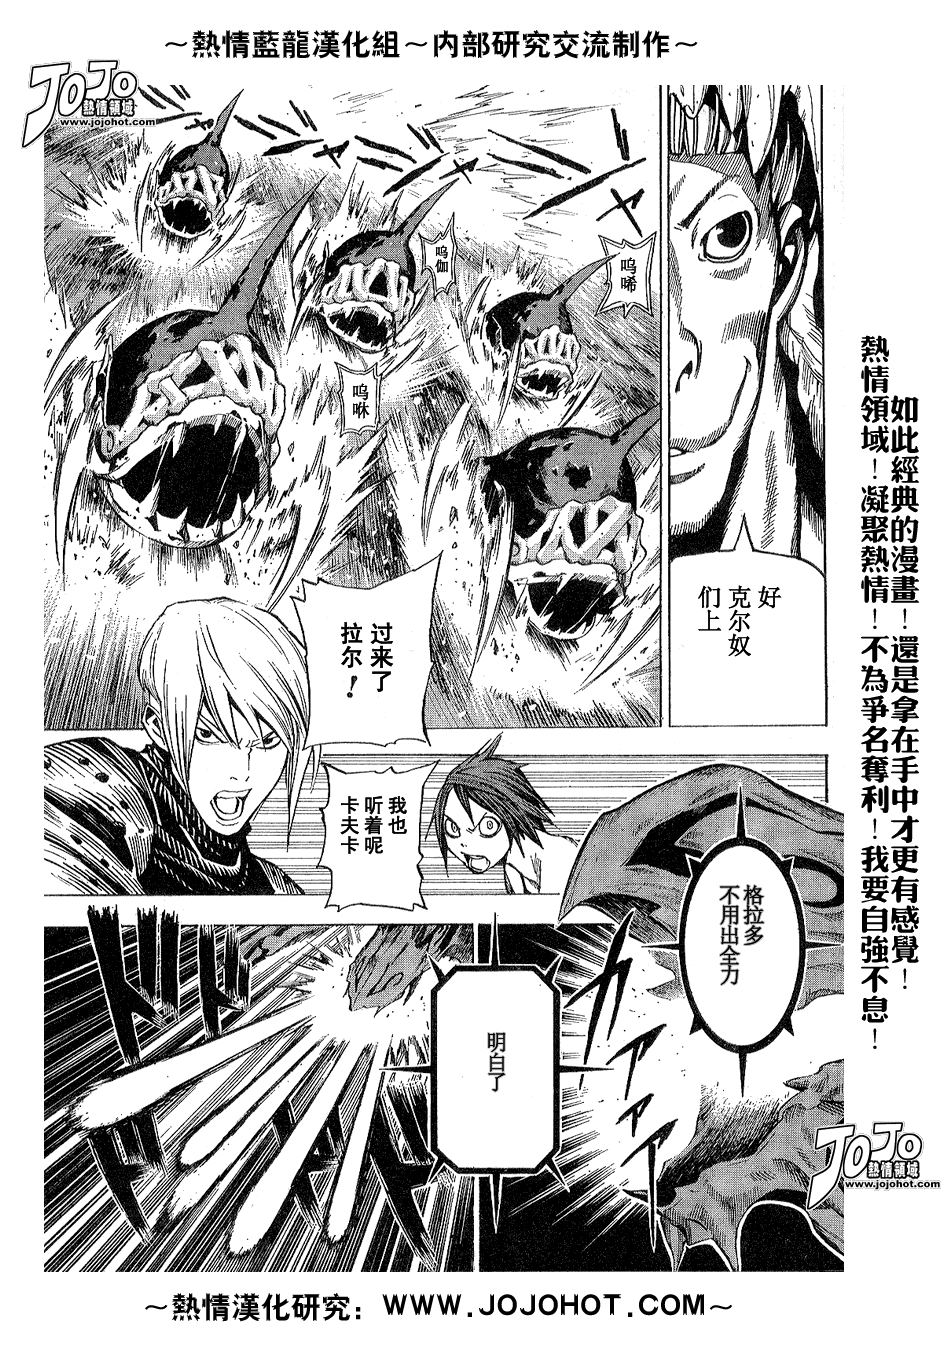 ～熱情藍龍漢化組～内部研究交流制作～
JOJO
熱情領域
www.jojohot.com
好
克尔奴
们上
呜唏
呜伽
呜咻
过来了
拉尔！
我也
听着呢
卡夫卡
格拉多
不用出全力
明白了
如此經典的漫畫！還是拿在手中才更有感覺！
熱情領域！凝聚熱情！不為爭名奪利！我要自強不息！
JOJO
熱情領域
www.jojohot.com
～熱情漢化研究：WWW.JOJOHOT.COM～